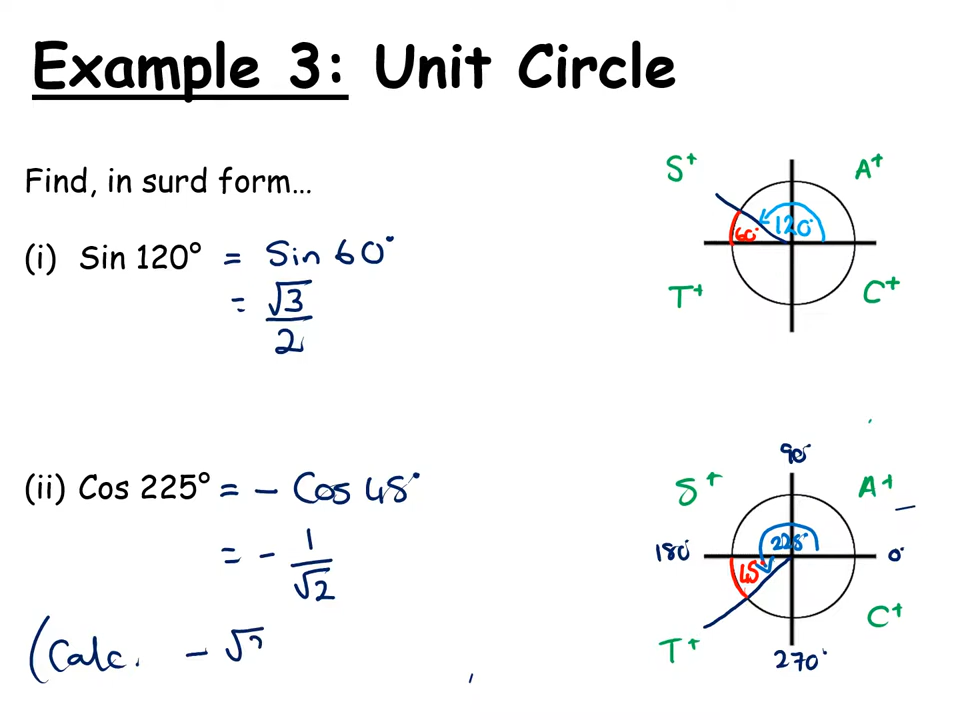 Example 3: Unit Circle
Find, in surd form...
(i) Sin 120° = Sin 60°
= √3/2
S+ A+
120°
60°
T+ C+
(ii) Cos 225° = - Cos 45°
= - 1/√2
(Calc. - √2
90°
S+ A+
180° 225° 0°
45°
T+ C+
270°